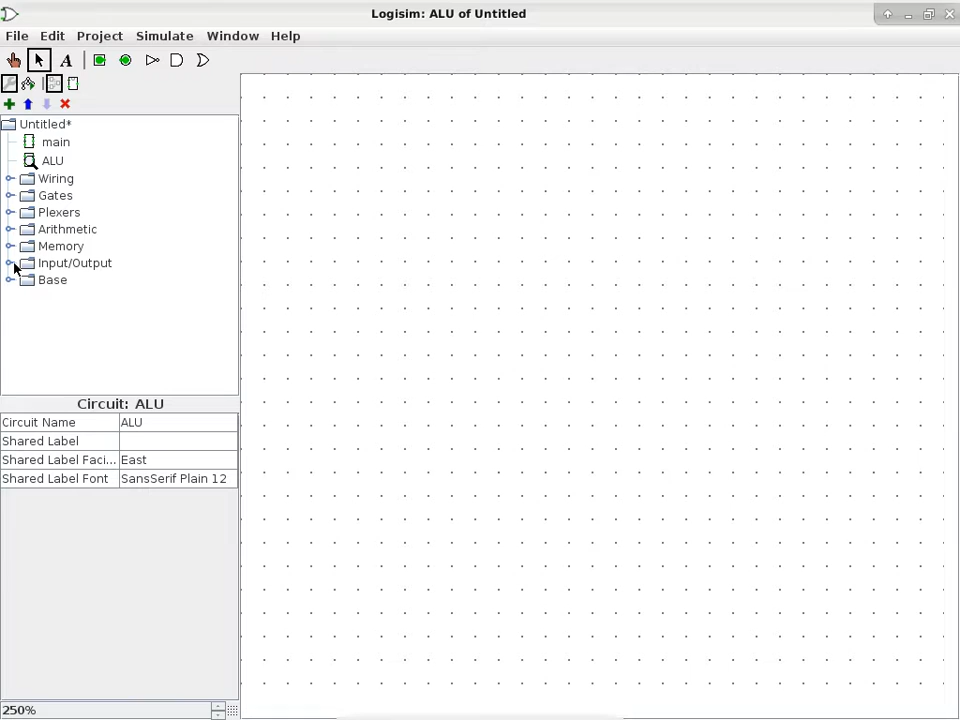 Logisim: ALU of Untitled
File Edit Project Simulate Window Help
A
Untitled*
main
ALU
Wiring
Gates
Plexers
Arithmetic
Memory
Input/Output
Base
Circuit: ALU
Circuit Name ALU
Shared Label
Shared Label Faci... East
Shared Label Font SansSerif Plain 12
250%